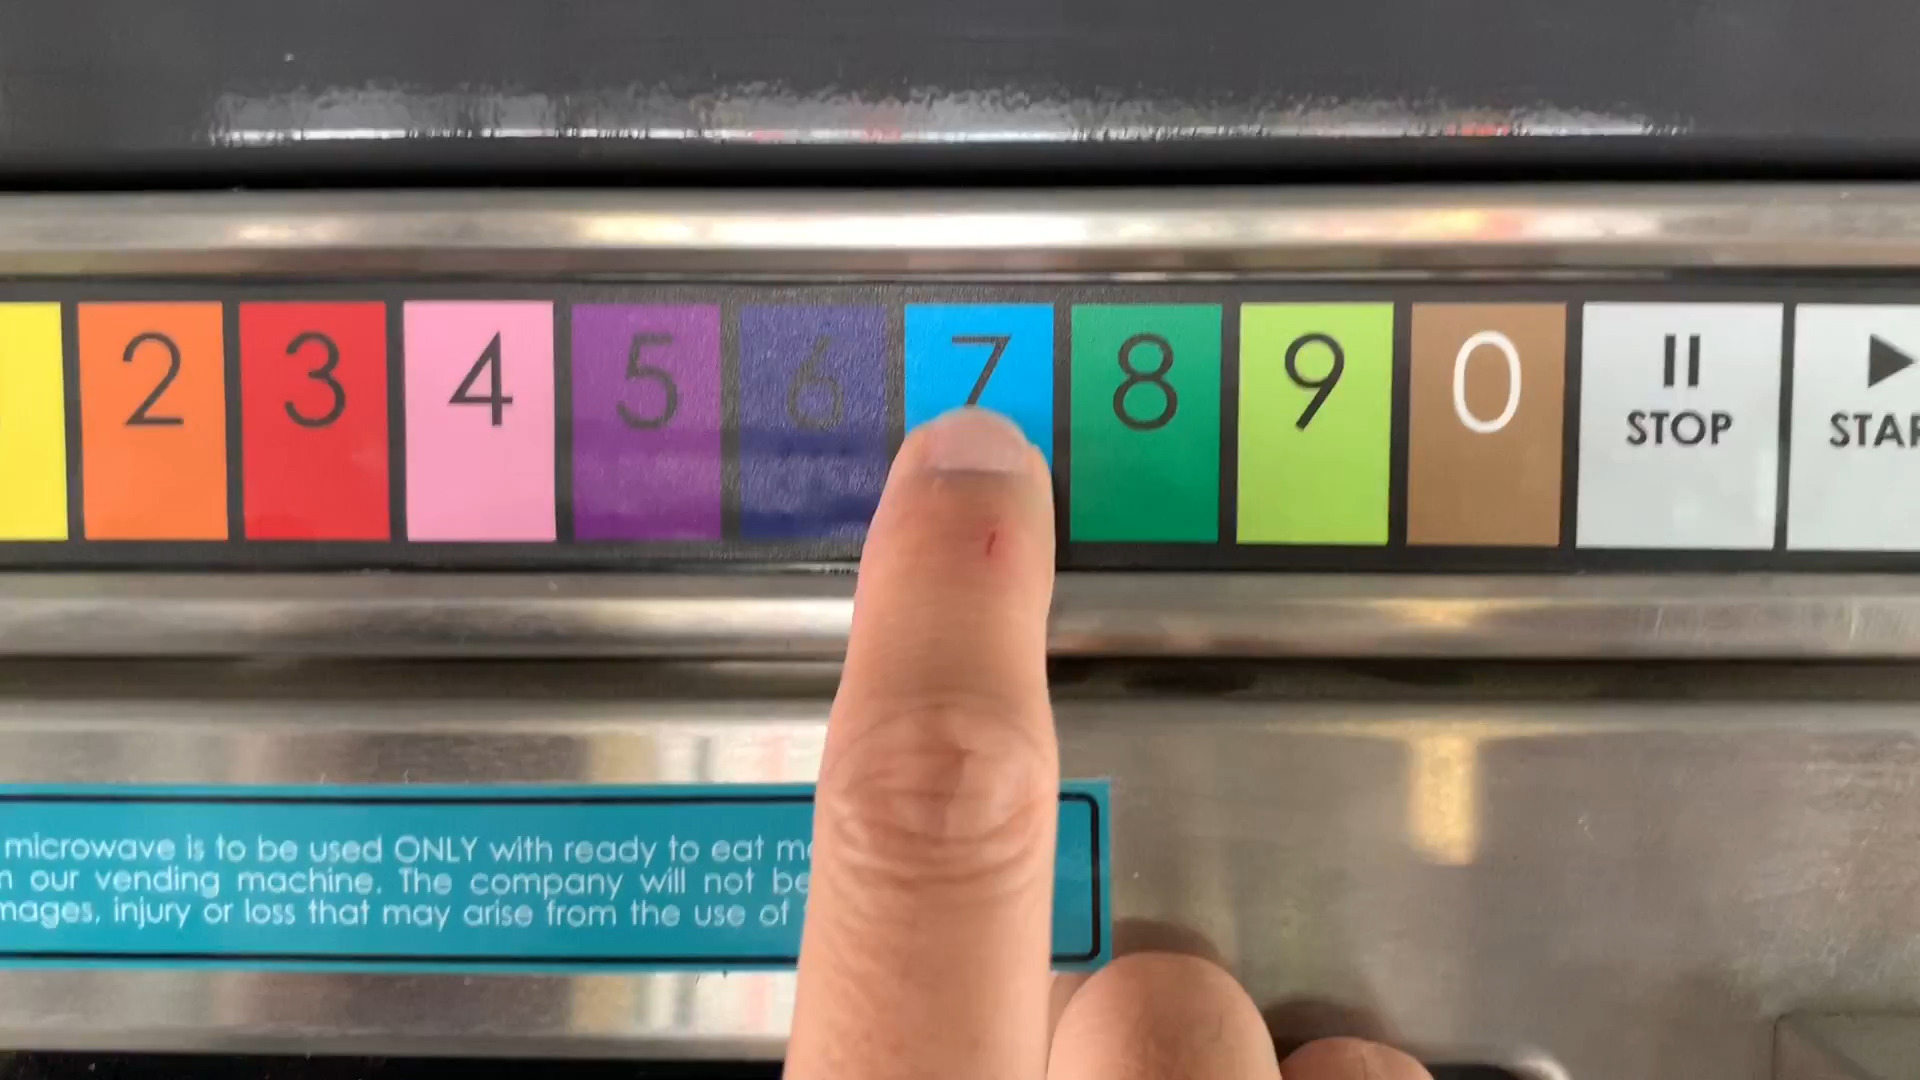 2 3 4 5 6 7 8 9 0 STOP
microwave is to be used ONLY with ready to eat
our vending machine. The company will not be
injury or loss that may arise from the use of